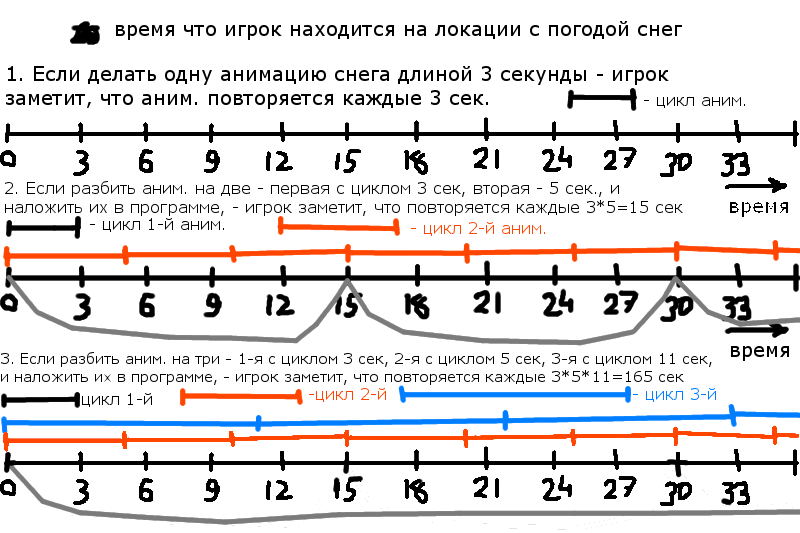 время что игрок находится на локации с погодой снег
1. Если делать одну анимацию снега длиной 3 секунды - игрок
заметит, что аним. повторяется каждые 3 сек.
- цикл аним.
0 3 6 9 12 15 18 21 24 27 30 33
2. Если разбить аним. на две - первая с циклом 3 сек, вторая - 5 сек., и
наложить их в программе, - игрок заметит, что повторяется каждые 3*5=15 сек
время
- цикл 1-й аним.
- цикл 2-й аним.
0 3 6 9 12 15 18 21 24 27 30 33
время
3. Если разбить аним. на три - 1-я с циклом 3 сек, 2-я с циклом 5 сек, 3-я с циклом 11 сек,
и наложить их в программе, - игрок заметит, что повторяется каждые 3*5*11=165 сек
цикл 1-й
-цикл 2-й
- цикл 3-й
0 3 6 9 12 15 18 21 24 27 30 33